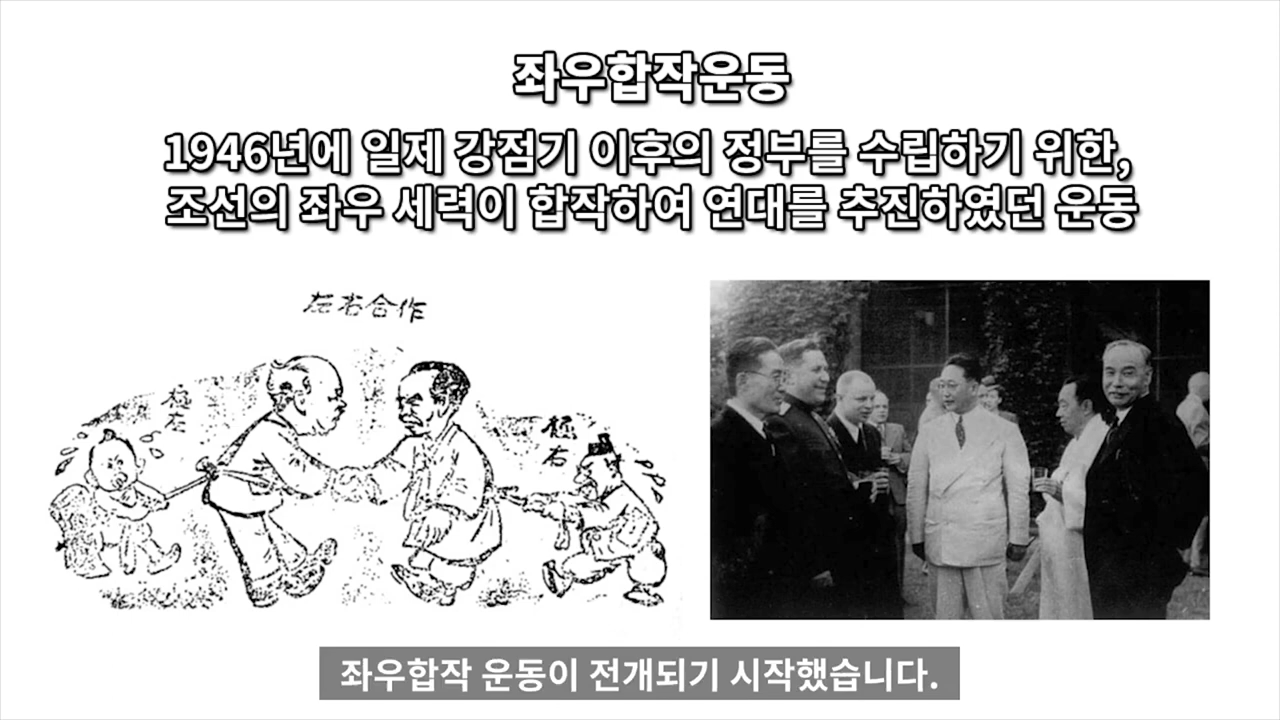 좌우합작운동
1946년에 일제 강점기 이후의 정부를 수립하기 위한,
조선의 좌우 세력이 합작하여 연대를 추진하였던 운동
左右合作
極左
極右
좌우합작 운동이 전개되기 시작했습니다.